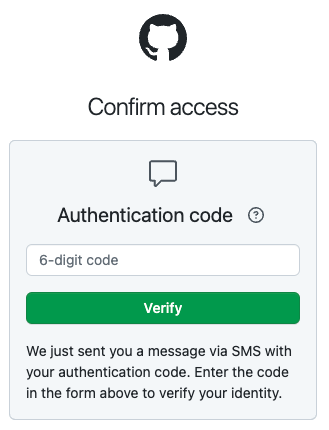 Confirm access
Authentication code
6-digit code
Verify
We just sent you a message via SMS with
your authentication code. Enter the code
in the form above to verify your identity.